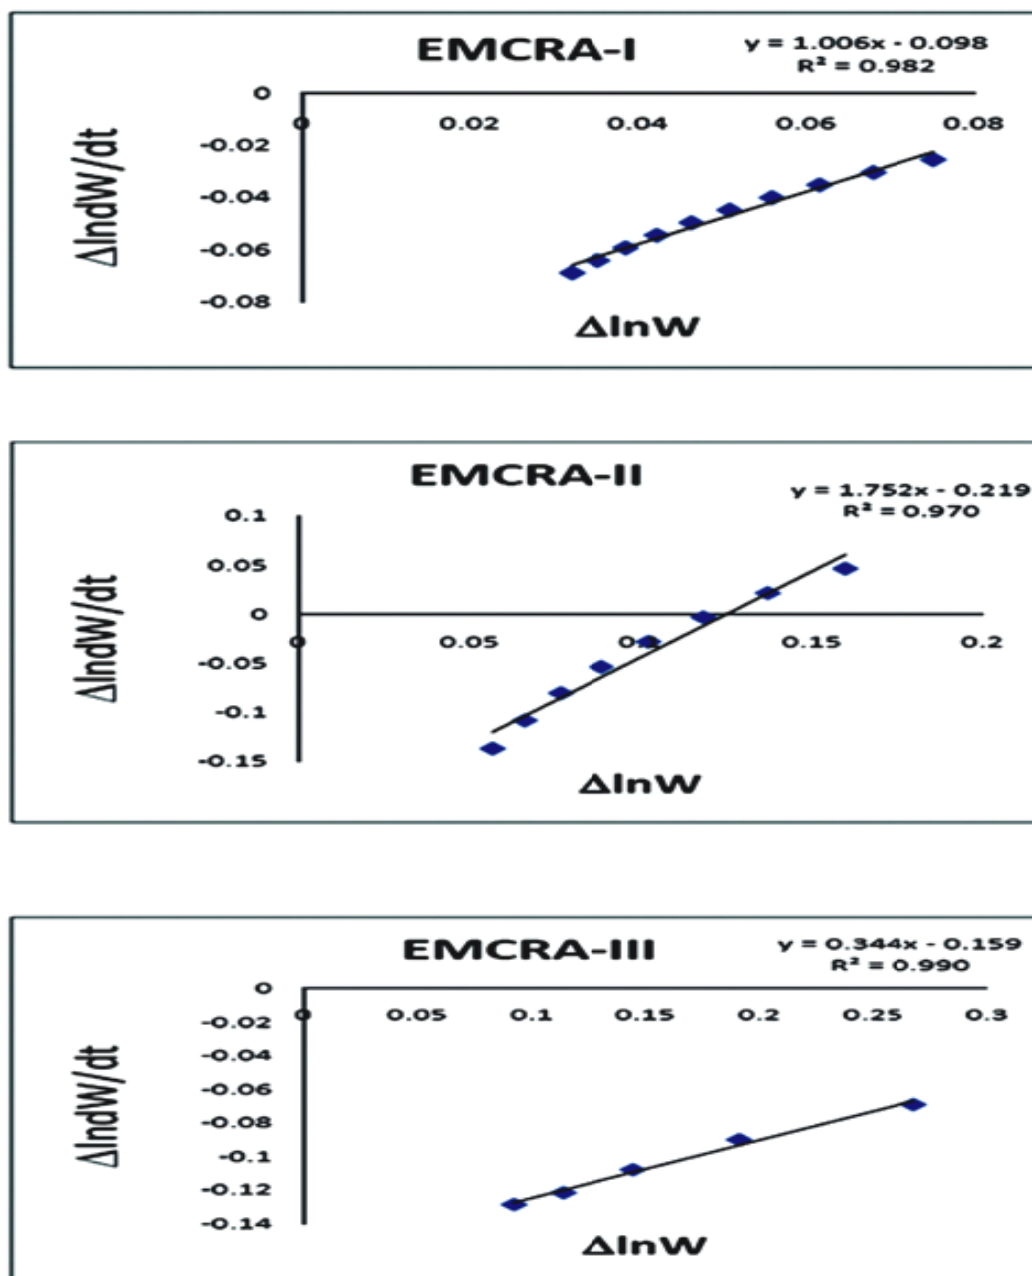 EMCRA-I
y = 1.006x - 0.098
R² = 0.982
0
0 0.02 0.04 0.06 0.08
-0.02
-0.04
-0.06
-0.08
ΔlndW/dt
ΔlnW
EMCRA-II
y = 1.752x - 0.219
R² = 0.970
0.1
0.05
0
0 0.05 0.1 0.15 0.2
-0.05
-0.1
-0.15
ΔlndW/dt
ΔlnW
EMCRA-III
y = 0.344x - 0.159
R² = 0.990
0
0 0.05 0.1 0.15 0.2 0.25 0.3
-0.02
-0.04
-0.06
-0.08
-0.1
-0.12
-0.14
ΔlndW/dt
ΔlnW